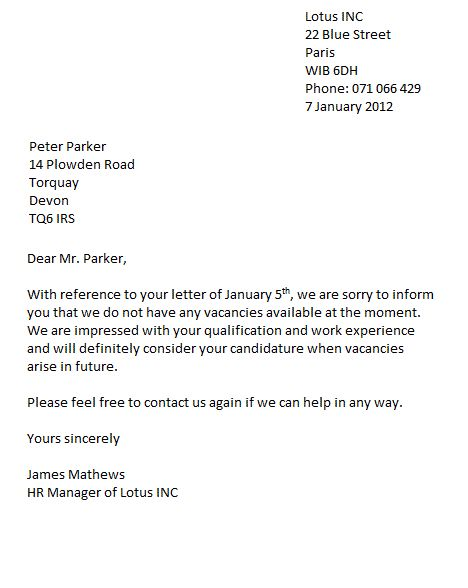 Lotus INC
22 Blue Street
Paris
WIB 6DH
Phone: 071 066 429
7 January 2012
Peter Parker
14 Plowden Road
Torquay
Devon
TQ6 IRS
Dear Mr. Parker,
With reference to your letter of January 5th, we are sorry to inform
you that we do not have any vacancies available at the moment.
We are impressed with your qualification and work experience
and will definitely consider your candidature when vacancies
arise in future.
Please feel free to contact us again if we can help in any way.
Yours sincerely
James Mathews
HR Manager of Lotus INC